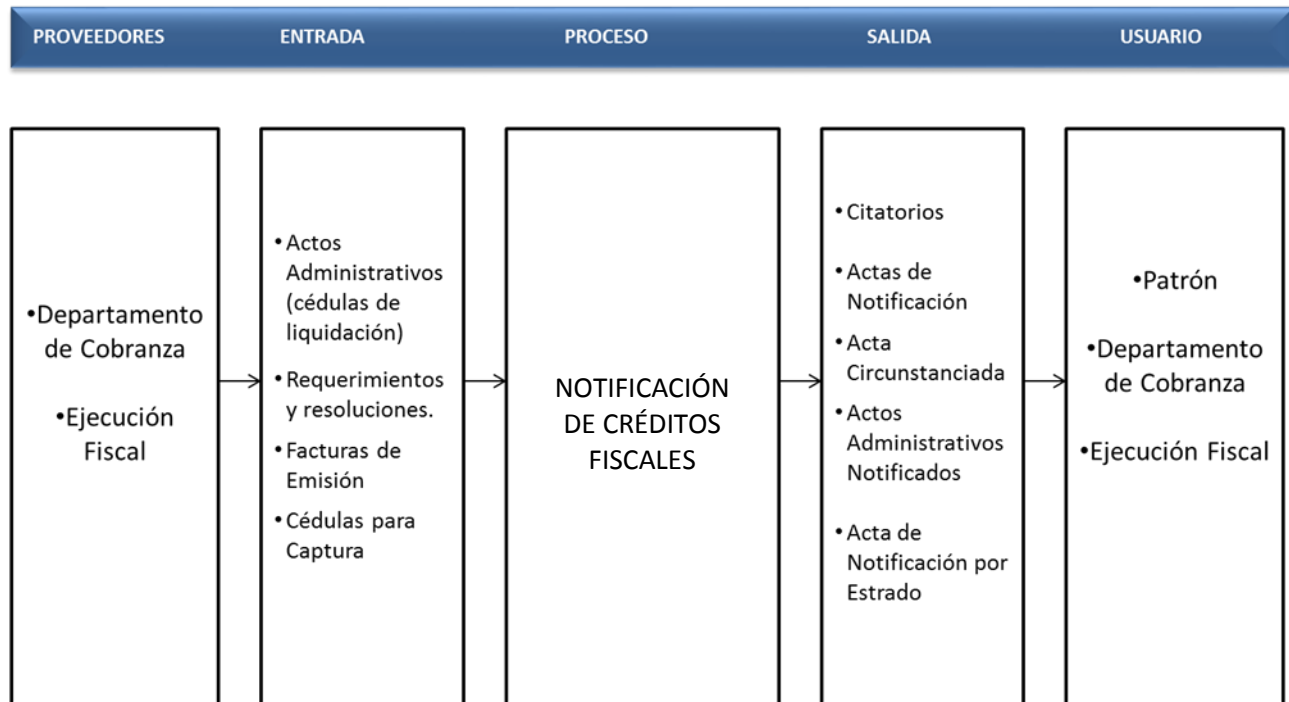 PROVEEDORES ENTRADA PROCESO SALIDA USUARIO
•Departamento
de Cobranza
•Ejecución
Fiscal
•Actos
Administrativos
(cédulas de
liquidación)
•Requerimientos
y resoluciones.
•Facturas de
Emisión
•Cédulas para
Captura
NOTIFICACIÓN
DE CRÉDITOS
FISCALES
•Citatorios
•Actas de
Notificación
•Acta
Circunstanciada
•Actos
Administrativos
Notificados
•Acta de
Notificación por
Estrado
•Patrón
•Departamento
de Cobranza
•Ejecución Fiscal